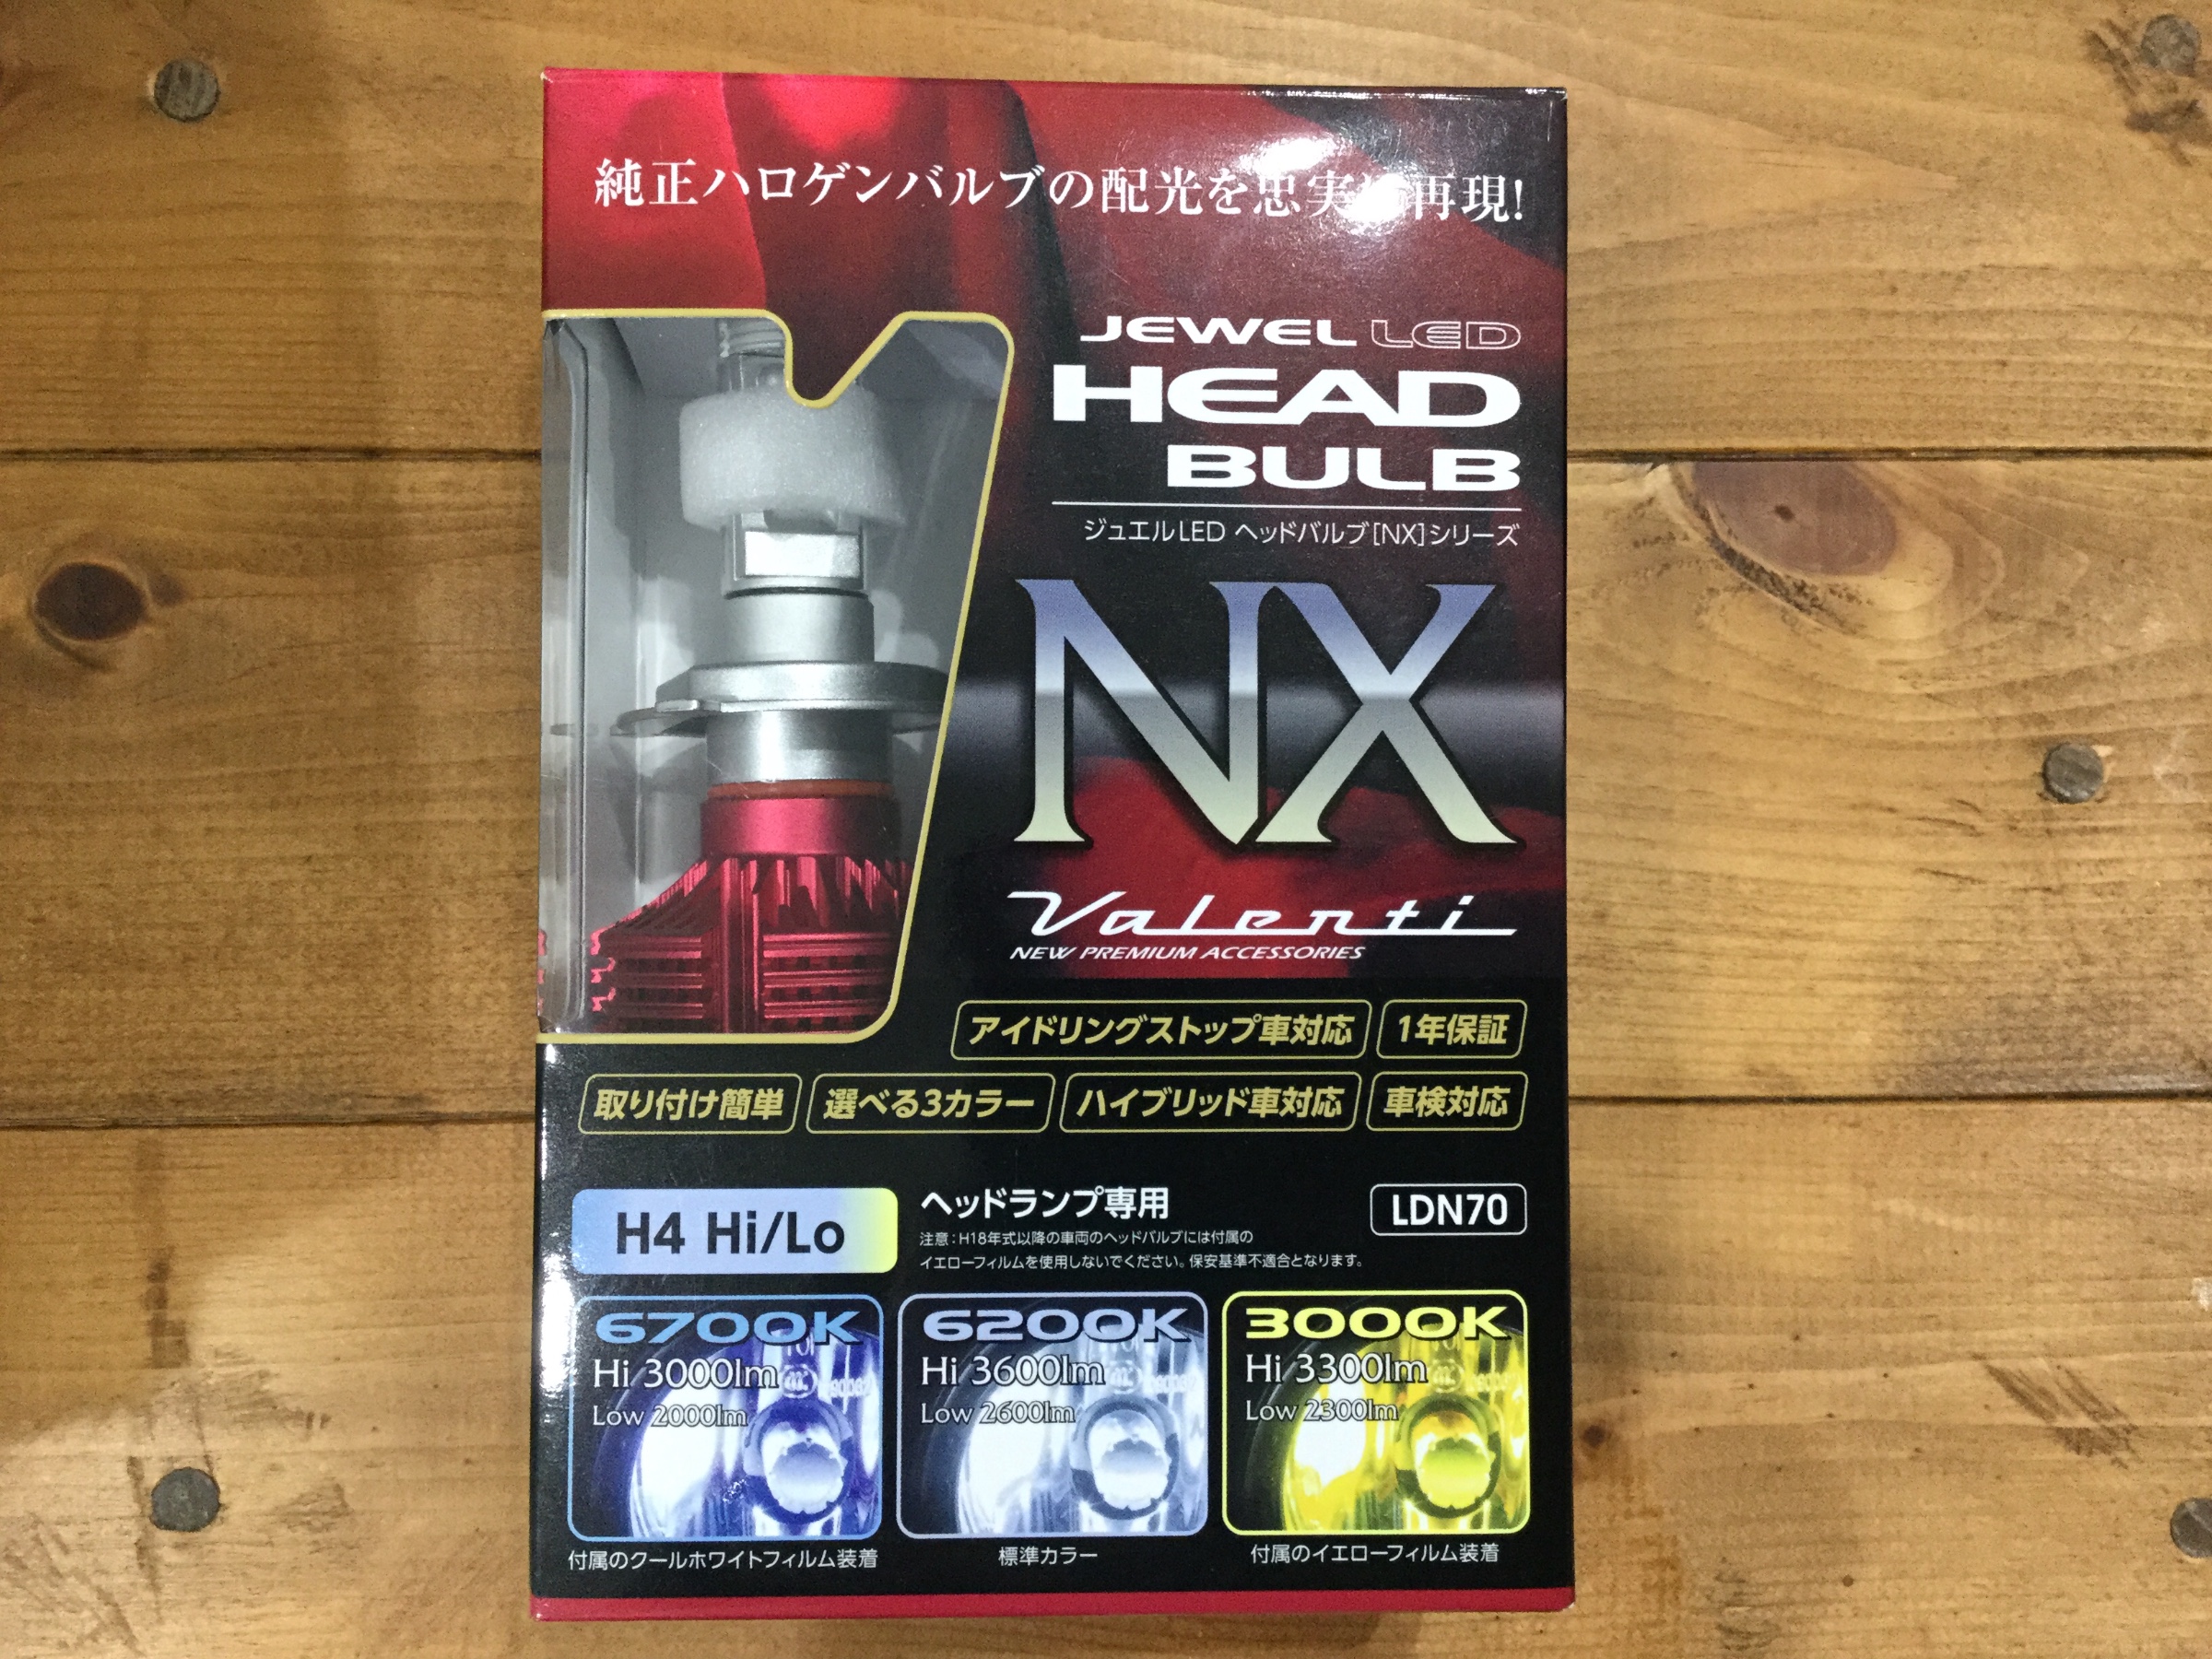 純正ハロゲンバルブの配光を忠実に再現!
JEWEL LED
HEAD
BULB
ジュエルLED ヘッドバルブ[NX]シリーズ
NX
Valenti
NEW PREMIUM ACCESSORIES
アイドリングストップ車対応 1年保証
取り付け簡単 選べる3カラー ハイブリッド車対応 車検対応
H4 Hi/Lo ヘッドランプ専用 LDN70
注意:H18年式以降の車両のヘッドバルブには付属の
イエローフィルムを使用しないでください。保安基準不適合となります。
6700K
Hi 3000lm
Low 2000lm
付属のクールホワイトフィルム装着
6200K
Hi 3600lm
Low 2600lm
標準カラー
3000K
Hi 3300lm
Low 2300lm
付属のイエローフィルム装着